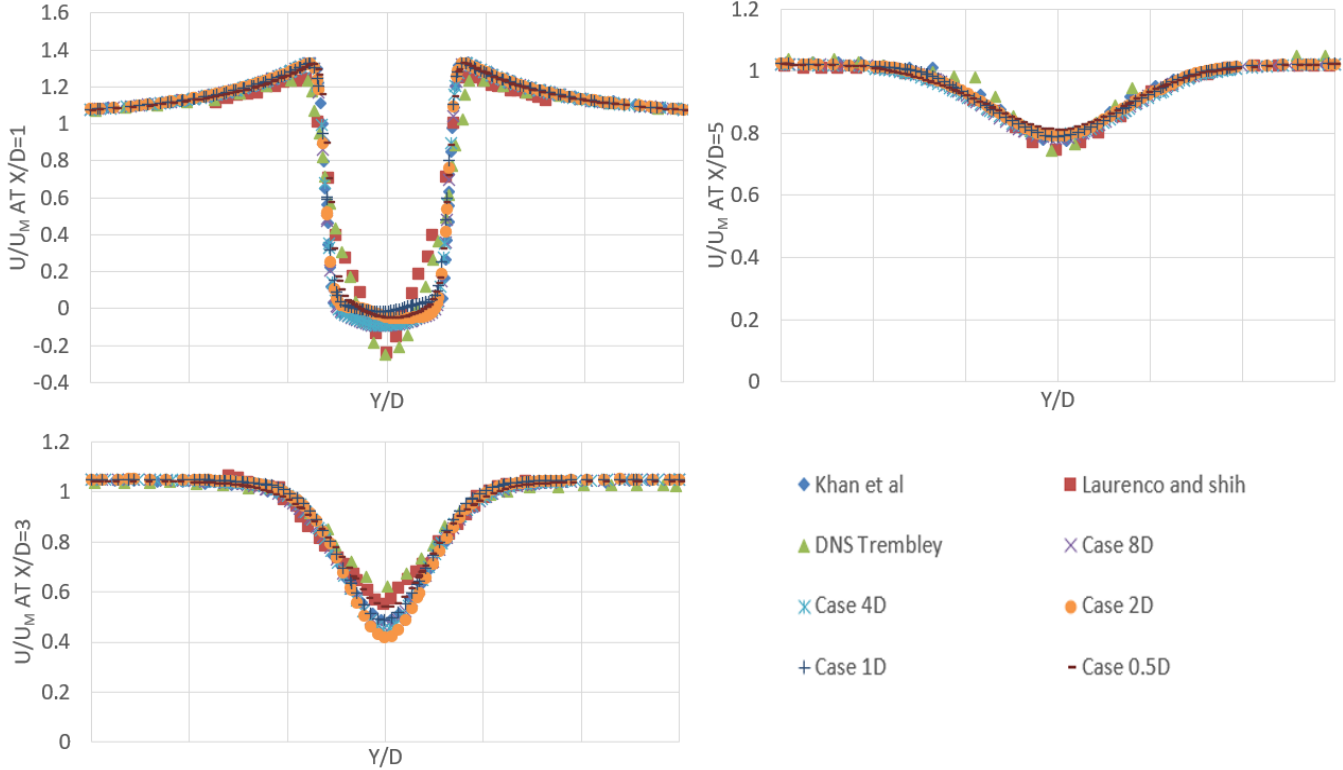 1.6
1.4
1.2
1
0.8
0.6
0.4
0.2
0
-0.2
-0.4
U/U_M AT X/D=1
Y/D
1.2
1
0.8
0.6
0.4
0.2
0
U/U_M AT X/D=5
Y/D
1.2
1
0.8
0.6
0.4
0.2
0
U/U_M AT X/D=3
Y/D
Khan et al
Laurenco and shih
DNS Trembley
Case 8D
Case 4D
Case 2D
Case 1D
Case 0.5D